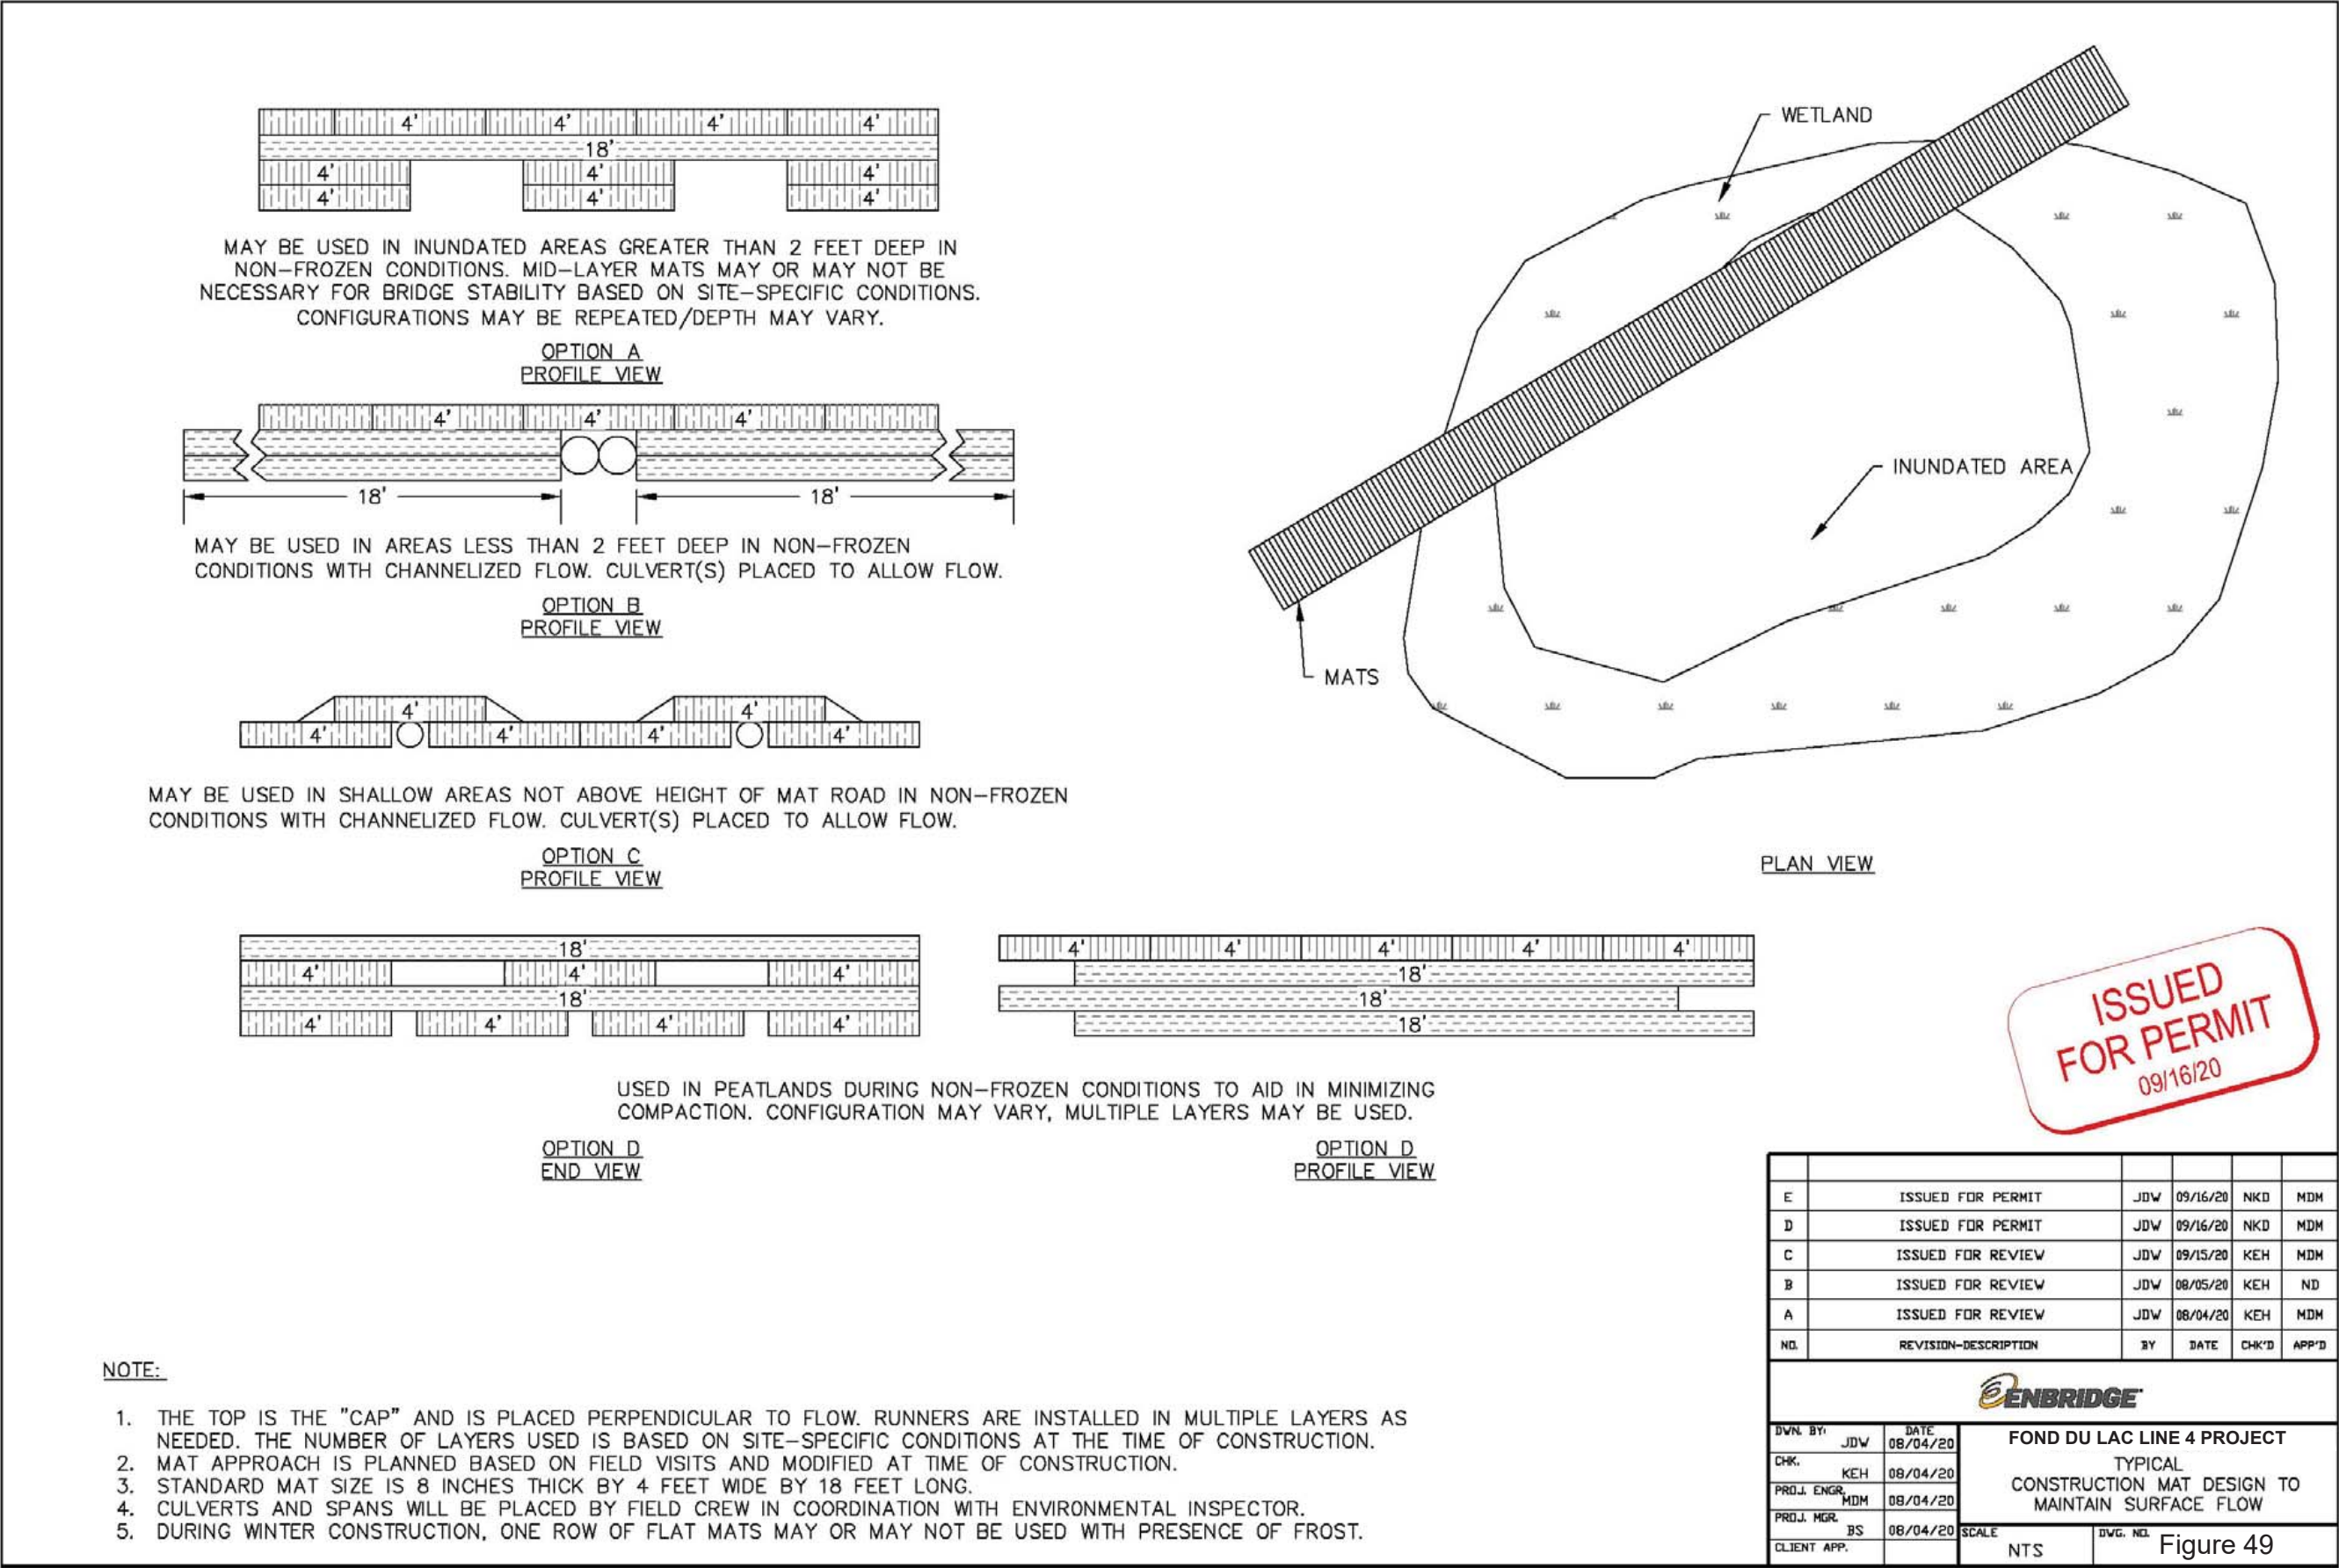 4' 4' 4' 4'
18'
4' 4' 4'
4' 4' 4'
MAY BE USED IN INUNDATED AREAS GREATER THAN 2 FEET DEEP IN
NON-FROZEN CONDITIONS. MID-LAYER MATS MAY OR MAY NOT BE
NECESSARY FOR BRIDGE STABILITY BASED ON SITE-SPECIFIC CONDITIONS.
CONFIGURATIONS MAY BE REPEATED/DEPTH MAY VARY.
OPTION A
PROFILE VIEW
4' 4' 4'
18' 18'
MAY BE USED IN AREAS LESS THAN 2 FEET DEEP IN NON-FROZEN
CONDITIONS WITH CHANNELIZED FLOW. CULVERT(S) PLACED TO ALLOW FLOW.
OPTION B
PROFILE VIEW
4' 4'
4' 4' 4' 4'
MAY BE USED IN SHALLOW AREAS NOT ABOVE HEIGHT OF MAT ROAD IN NON-FROZEN
CONDITIONS WITH CHANNELIZED FLOW. CULVERT(S) PLACED TO ALLOW FLOW.
OPTION C
PROFILE VIEW
WETLAND
INUNDATED AREA
MATS
PLAN VIEW
18'
4' 4' 4'
18'
4' 4' 4' 4'
4' 4' 4' 4' 4'
18'
18'
18'
USED IN PEATLANDS DURING NON-FROZEN CONDITIONS TO AID IN MINIMIZING
COMPACTION. CONFIGURATION MAY VARY, MULTIPLE LAYERS MAY BE USED.
OPTION D
END VIEW
OPTION D
PROFILE VIEW
ISSUED
FOR PERMIT
09/16/20
NOTE:
1. THE TOP IS THE "CAP" AND IS PLACED PERPENDICULAR TO FLOW. RUNNERS ARE INSTALLED IN MULTIPLE LAYERS AS
NEEDED. THE NUMBER OF LAYERS USED IS BASED ON SITE-SPECIFIC CONDITIONS AT THE TIME OF CONSTRUCTION.
2. MAT APPROACH IS PLANNED BASED ON FIELD VISITS AND MODIFIED AT TIME OF CONSTRUCTION.
3. STANDARD MAT SIZE IS 8 INCHES THICK BY 4 FEET WIDE BY 18 FEET LONG.
4. CULVERTS AND SPANS WILL BE PLACED BY FIELD CREW IN COORDINATION WITH ENVIRONMENTAL INSPECTOR.
5. DURING WINTER CONSTRUCTION, ONE ROW OF FLAT MATS MAY OR MAY NOT BE USED WITH PRESENCE OF FROST.
E ISSUED FOR PERMIT JDW 09/16/20 NKD MDM
D ISSUED FOR PERMIT JDW 09/16/20 NKD MDM
C ISSUED FOR REVIEW JDW 09/15/20 KEH MDM
B ISSUED FOR REVIEW JDW 08/05/20 KEH ND
A ISSUED FOR REVIEW JDW 08/04/20 KEH MDM
NO. REVISION-DESCRIPTION BY DATE CHK'D APP'D
ENBRIDGE
DWN. BY: JDW DATE 08/04/20
CHK. KEH 08/04/20
PROJ. ENGR. MDM 08/04/20
PROJ. MGR. BS 08/04/20
CLIENT APP.
FOND DU LAC LINE 4 PROJECT
TYPICAL
CONSTRUCTION MAT DESIGN TO
MAINTAIN SURFACE FLOW
SCALE NTS
DWG. NO. Figure 49